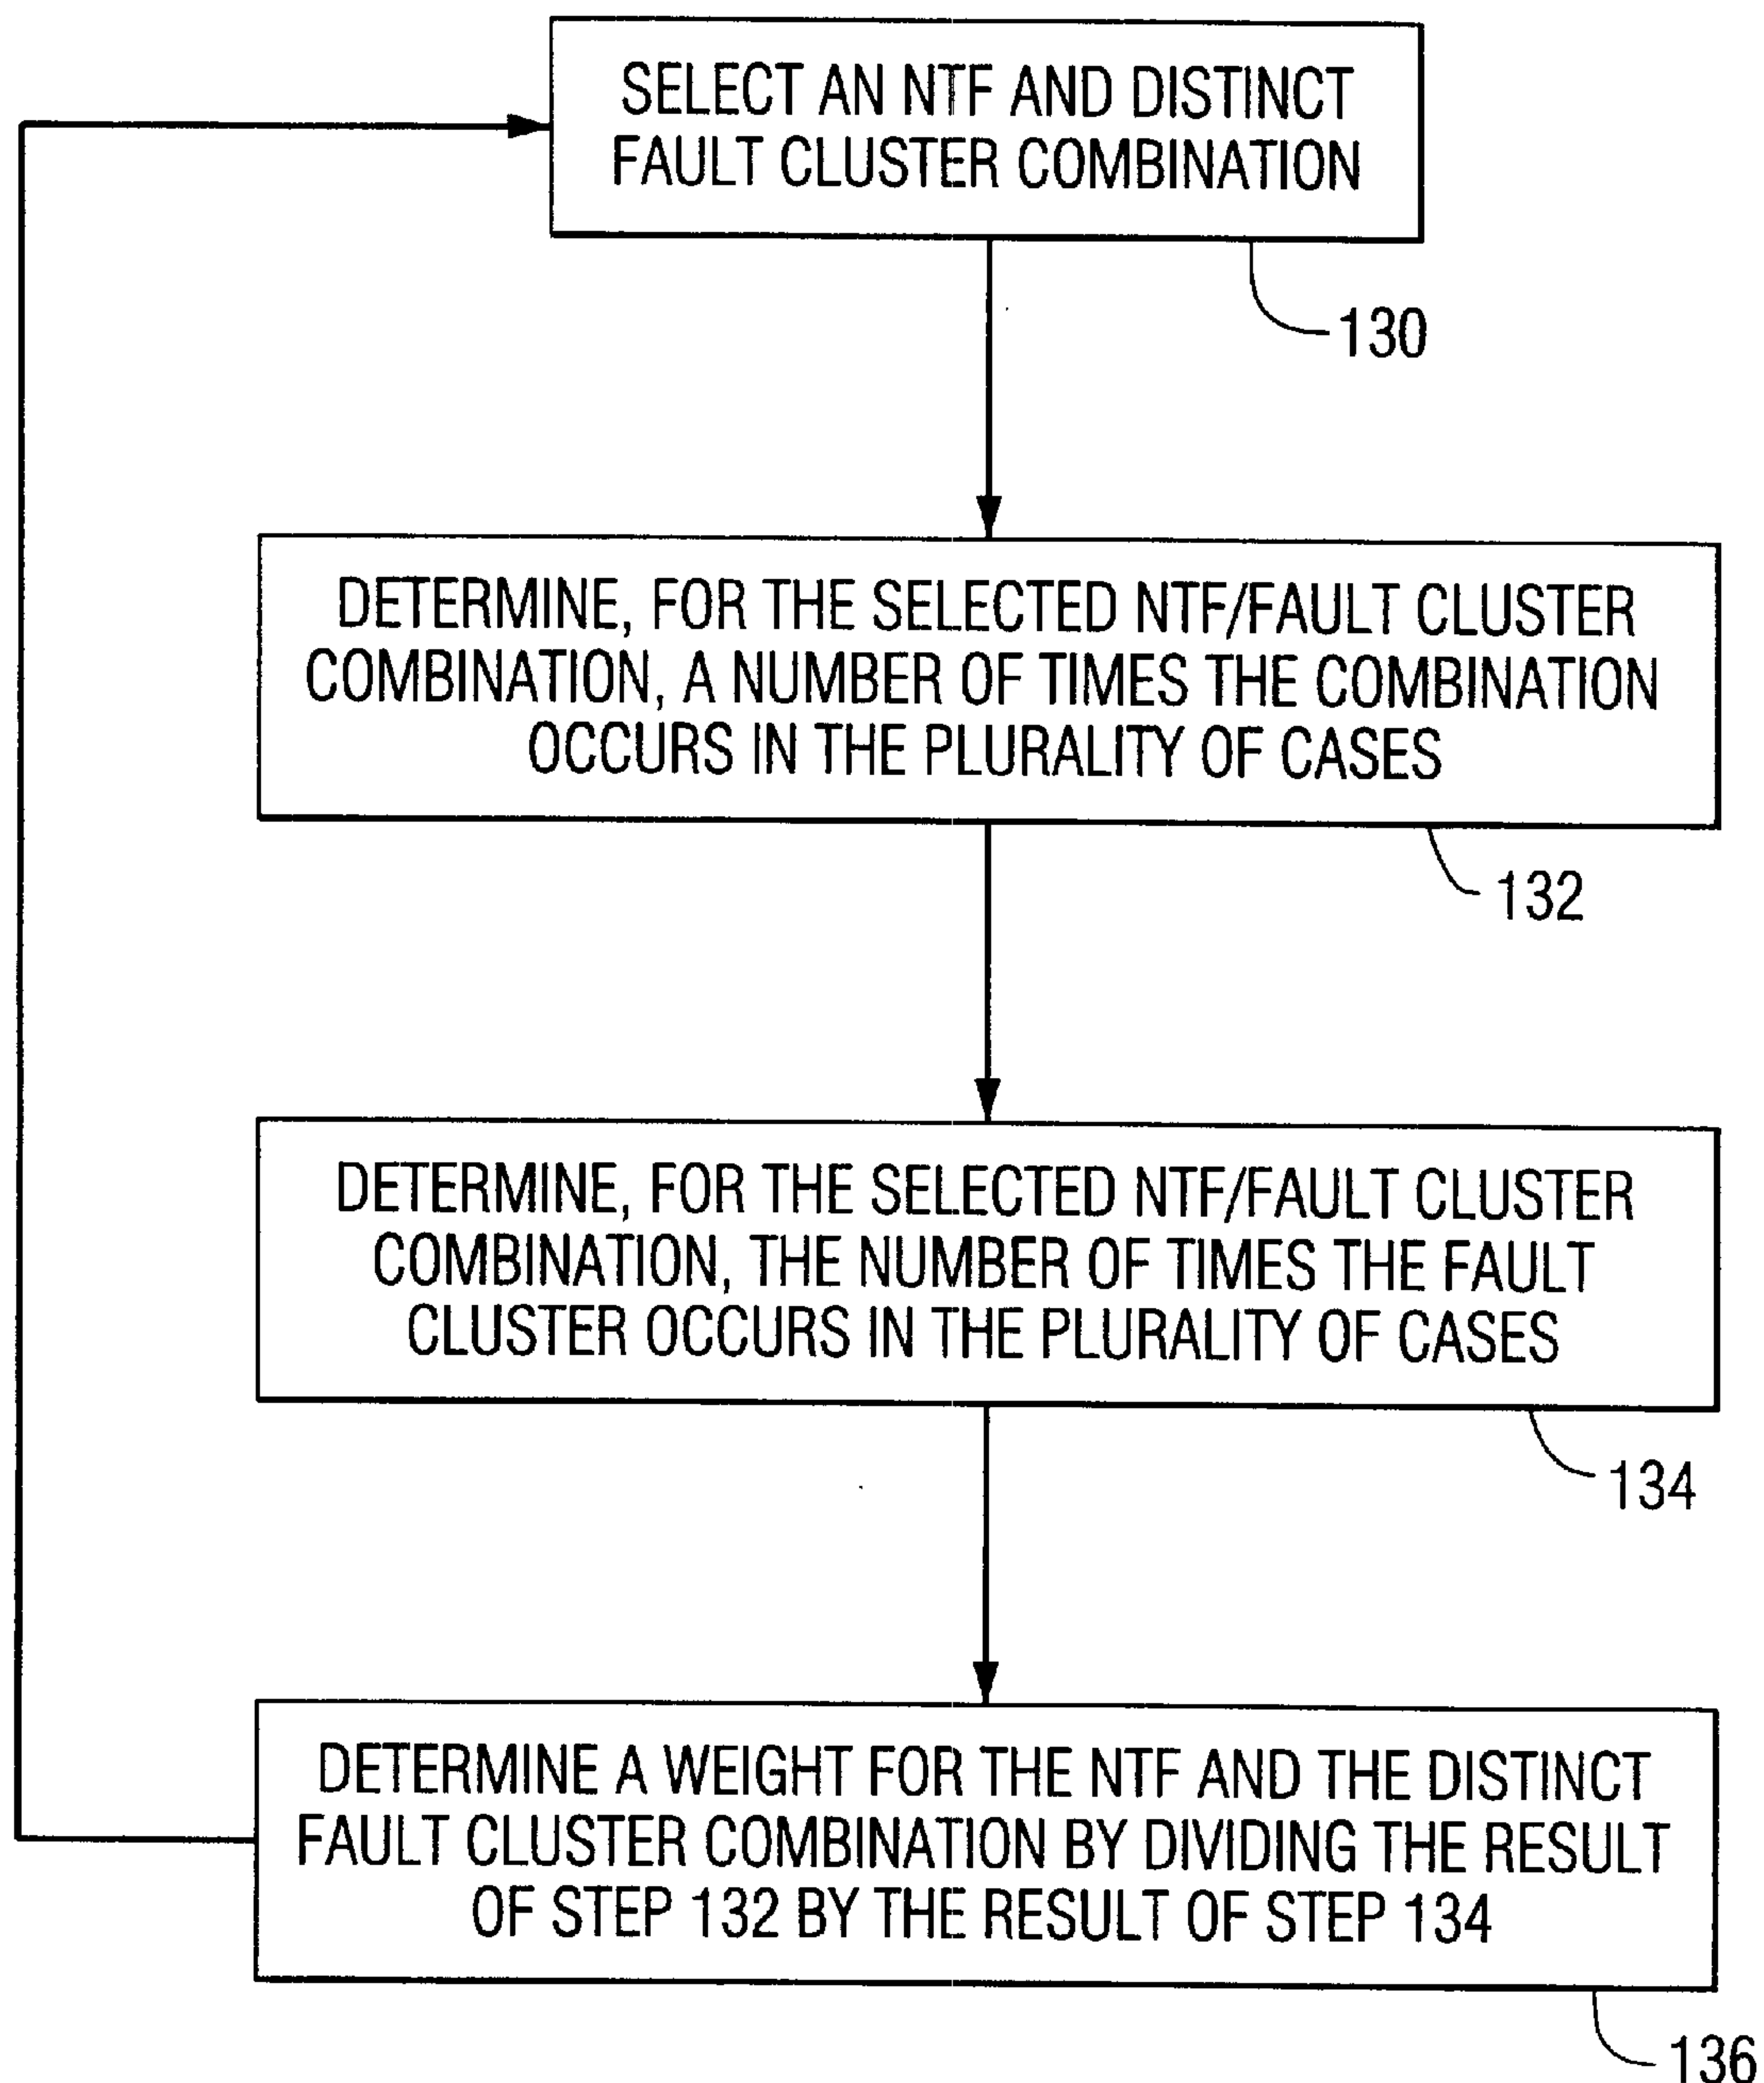 SELECT AN NTF AND DISTINCT
FAULT CLUSTER COMBINATION
130
DETERMINE, FOR THE SELECTED NTF/FAULT CLUSTER
COMBINATION, A NUMBER OF TIMES THE COMBINATION
OCCURS IN THE PLURALITY OF CASES
132
DETERMINE, FOR THE SELECTED NTF/FAULT CLUSTER
COMBINATION, THE NUMBER OF TIMES THE FAULT
CLUSTER OCCURS IN THE PLURALITY OF CASES
134
DETERMINE A WEIGHT FOR THE NTF AND THE DISTINCT
FAULT CLUSTER COMBINATION BY DIVIDING THE RESULT
OF STEP 132 BY THE RESULT OF STEP 134
136